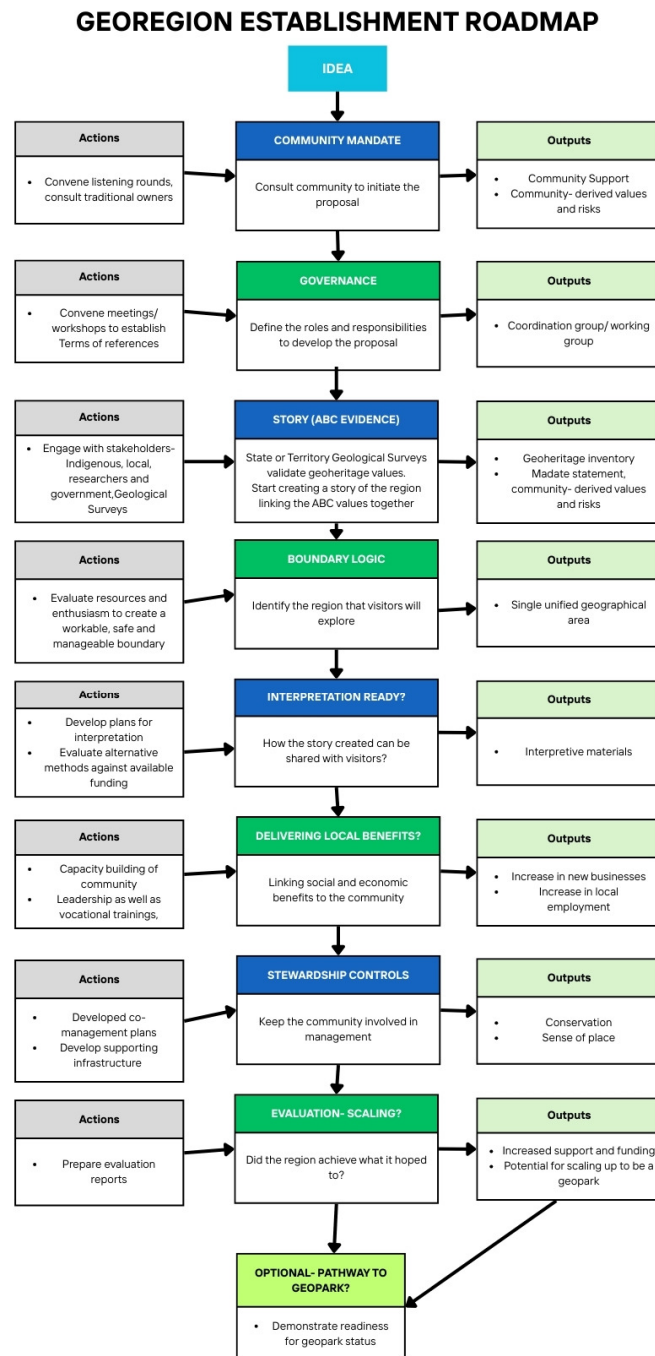 GEOREGION ESTABLISHMENT ROADMAP
IDEA
Actions
• Convene listening rounds,
consult traditional owners
COMMUNITY MANDATE
Consult community to initiate the
proposal
Outputs
• Community Support
• Community- derived values
and risks
Actions
• Convene meetings/
workshops to establish
Terms of references
GOVERNANCE
Define the roles and responsibilities
to develop the proposal
Outputs
• Coordination group/ working
group
Actions
• Engage with stakeholders-
Indigenous, local,
researchers and
government,Geological
Surveys
STORY (ABC EVIDENCE)
State or Territory Geological Surveys
validate geoheritage values.
Start creating a story of the region
linking the ABC values together
Outputs
• Geoheritage inventory
• Madate statement,
community- derived values
and risks
Actions
• Evaluate resources and
enthusiasm to create a
workable, safe and
manageable boundary
BOUNDARY LOGIC
Identify the region that visitors will
explore
Outputs
• Single unified geographical
area
Actions
• Develop plans for
interpretation
• Evaluate alternative
methods against available
funding
INTERPRETATION READY?
How the story created can be
shared with visitors?
Outputs
• Interpretive materials
Actions
• Capacity building of
community
• Leadership as well as
vocational trainings,
DELIVERING LOCAL BENEFITS?
Linking social and economic
benefits to the community
Outputs
• Increase in new businesses
• Increase in local
employment
Actions
• Developed co-
management plans
• Develop supporting
infrastructure
STEWARDSHIP CONTROLS
Keep the community involved in
management
Outputs
• Conservation
• Sense of place
Actions
• Prepare evaluation
reports
EVALUATION- SCALING?
Did the region achieve what it hoped
to?
Outputs
• Increased support and funding
• Potential for scaling up to be a
geopark
OPTIONAL- PATHWAY TO
GEOPARK?
• Demonstrate readiness
for geopark status